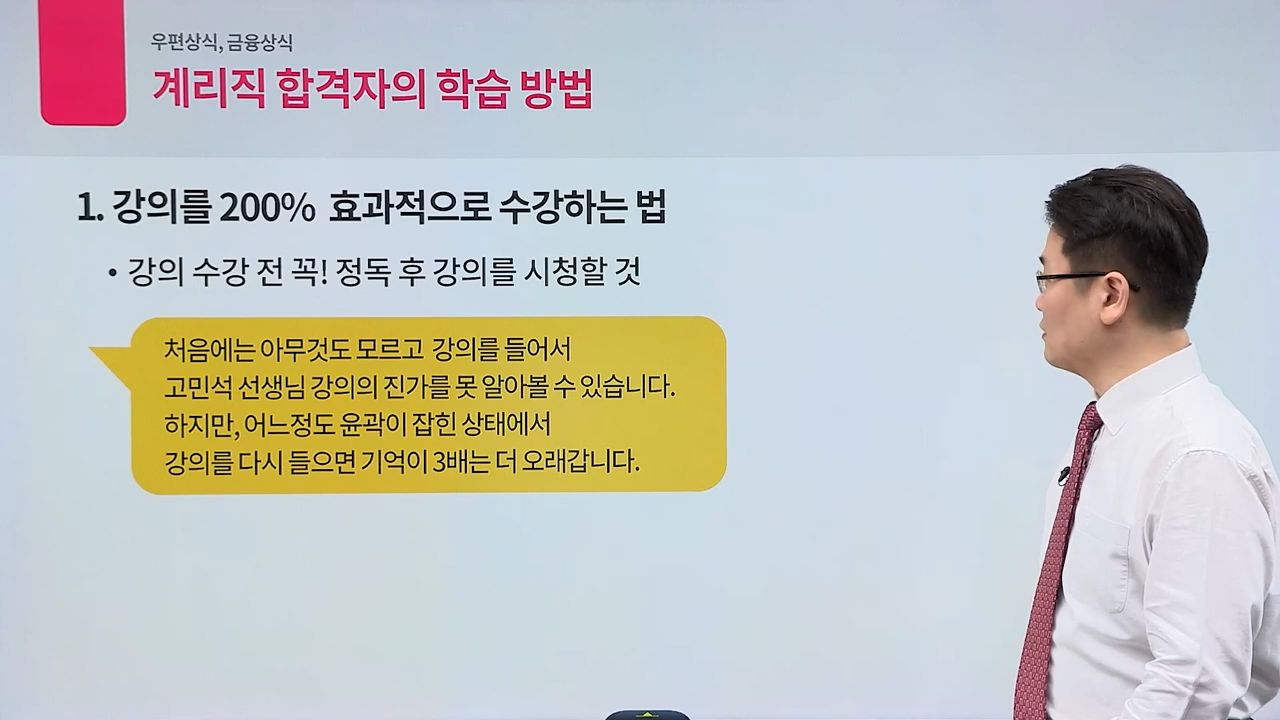 우편상식, 금융상식
계리직 합격자의 학습 방법
1. 강의를 200% 효과적으로 수강하는 법
• 강의 수강 전 꼭! 정독 후 강의를 시청할 것
처음에는 아무것도 모르고 강의를 들어서
고민석 선생님 강의의 진가를 못 알아볼 수 있습니다.
하지만, 어느정도 윤곽이 잡힌 상태에서
강의를 다시 들으면 기억이 3배는 더 오래갑니다.